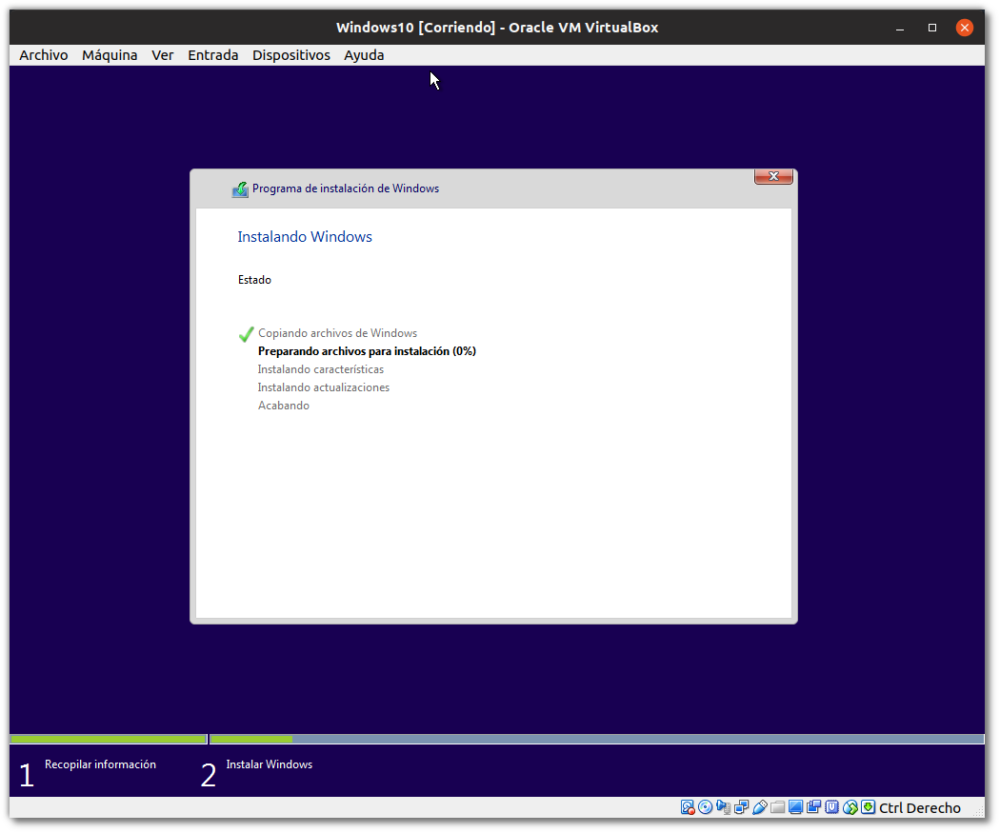 Windows10 [Corriendo] - Oracle VM VirtualBox
Archivo Máquina Ver Entrada Dispositivos Ayuda
Programa de instalación de Windows
Instalando Windows
Estado
Copiando archivos de Windows
Preparando archivos para instalación (0%)
Instalando características
Instalando actualizaciones
Acabando
1 Recopilar información 2 Instalar Windows
Ctrl Derecho